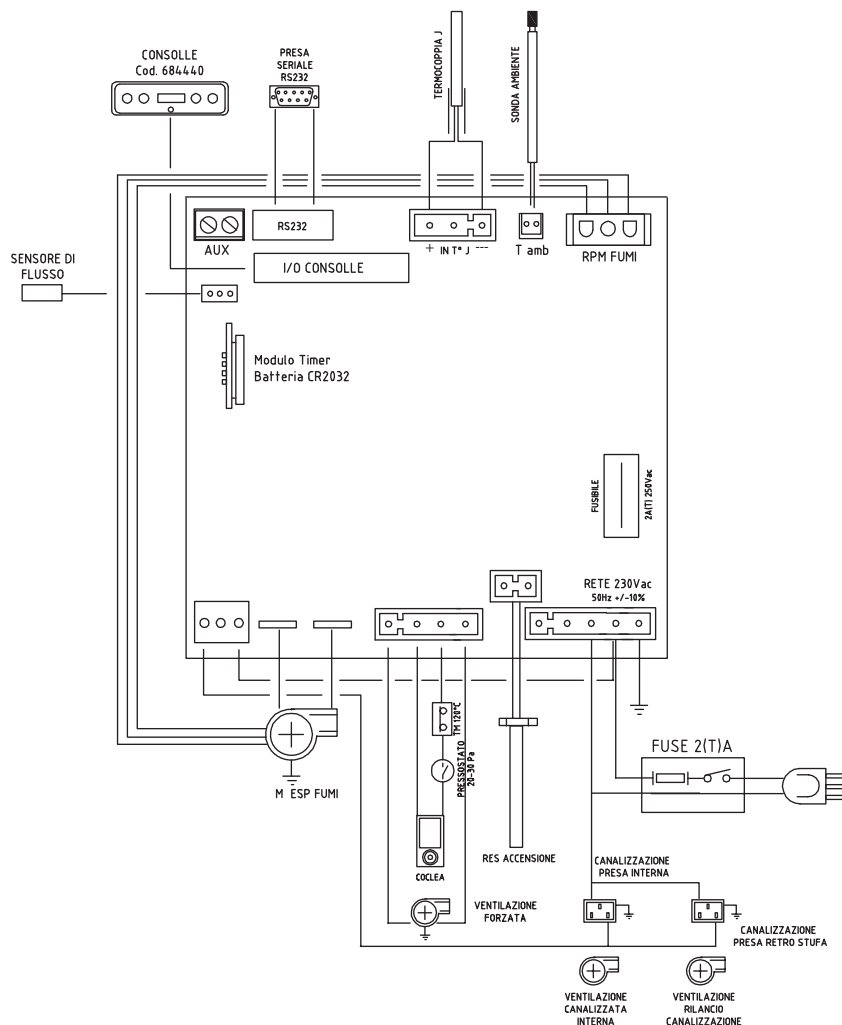 CONSOLLE
Cod. 684440
PRESA
SERIALE
RS232
TERMOCOPPIA J
SONDA AMBIENTE
AUX
RS232
+ IN T° J ---
T amb
RPM FUMI
SENSORE DI
FLUSSO
I/O CONSOLLE
Modulo Timer
Batteria CR2032
FUSIBILE
2A(T) 250Vac
RETE 230Vac
50Hz +/-10%
TM 120°C
PRESSOSTATO
20-30 Pa
FUSE 2(T)A
M ESP FUMI
COCLEA
RES ACCENSIONE
CANALIZZAZIONE
PRESA INTERNA
VENTILAZIONE
FORZATA
CANALIZZAZIONE
PRESA RETRO STUFA
VENTILAZIONE
CANALIZZATA
INTERNA
VENTILAZIONE
RILANCIO
CANALIZZAZIONE